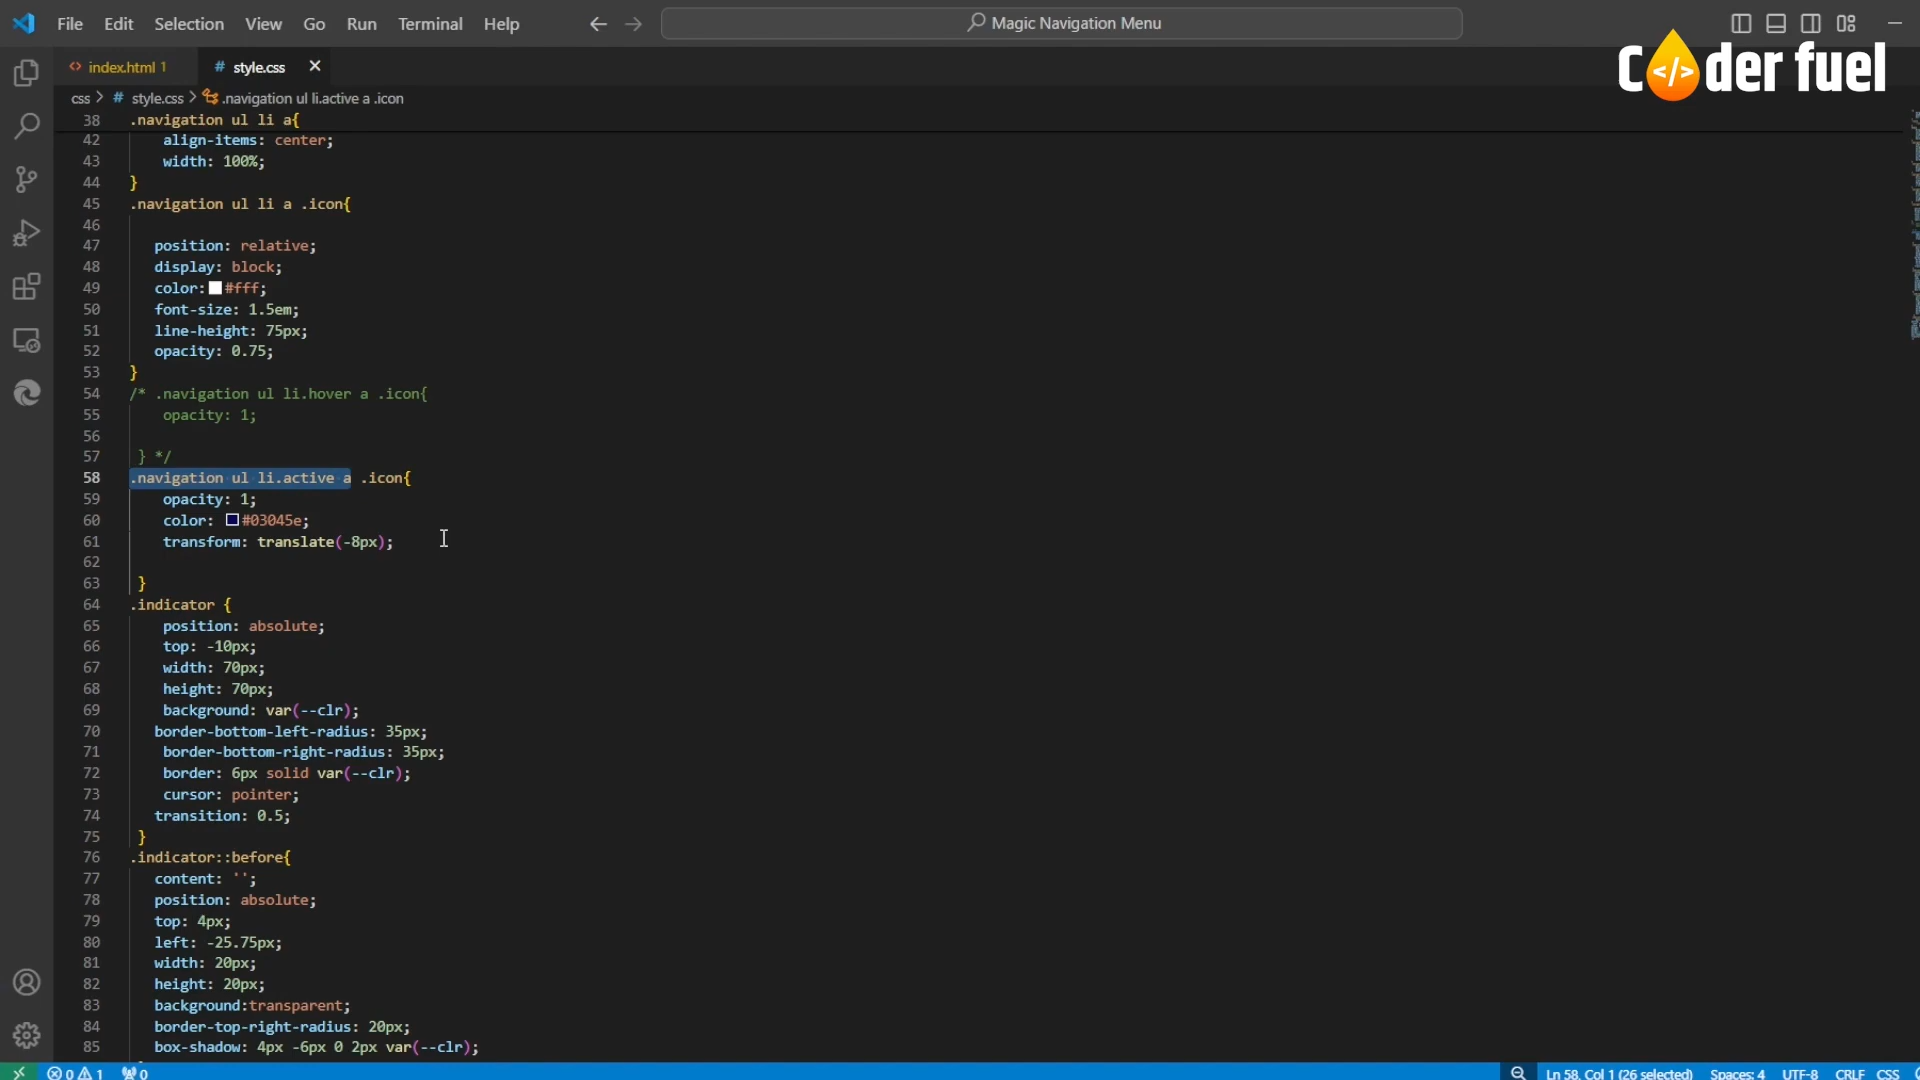 File Edit Selection View Go Run Terminal Help
Magic Navigation Menu
C</>der fuel
<> index.html 1
# style.css
css > # style.css > .navigation ul li.active a .icon
38 .navigation ul li a{
42 align-items: center;
43 width: 100%;
44 }
45 .navigation ul li a .icon{
46
47 position: relative;
48 display: block;
49 color: #fff;
50 font-size: 1.5em;
51 line-height: 75px;
52 opacity: 0.75;
53 }
54 /* .navigation ul li.hover a .icon{
55 opacity: 1;
56
57 } */
58 .navigation ul li.active a .icon{
59 opacity: 1;
60 color: #03045e;
61 transform: translate(-8px);
62
63 }
64 .indicator {
65 position: absolute;
66 top: -10px;
67 width: 70px;
68 height: 70px;
69 background: var(--clr);
70 border-bottom-left-radius: 35px;
71 border-bottom-right-radius: 35px;
72 border: 6px solid var(--clr);
73 cursor: pointer;
74 transition: 0.5;
75 }
76 .indicator::before{
77 content: '';
78 position: absolute;
79 top: 4px;
80 left: -25.75px;
81 width: 20px;
82 height: 20px;
83 background:transparent;
84 border-top-right-radius: 20px;
85 box-shadow: 4px -6px 0 2px var(--clr);
0 1 0 Ln 58, Col 1 (26 selected) Spaces: 4 UTF-8 CRLF CSS